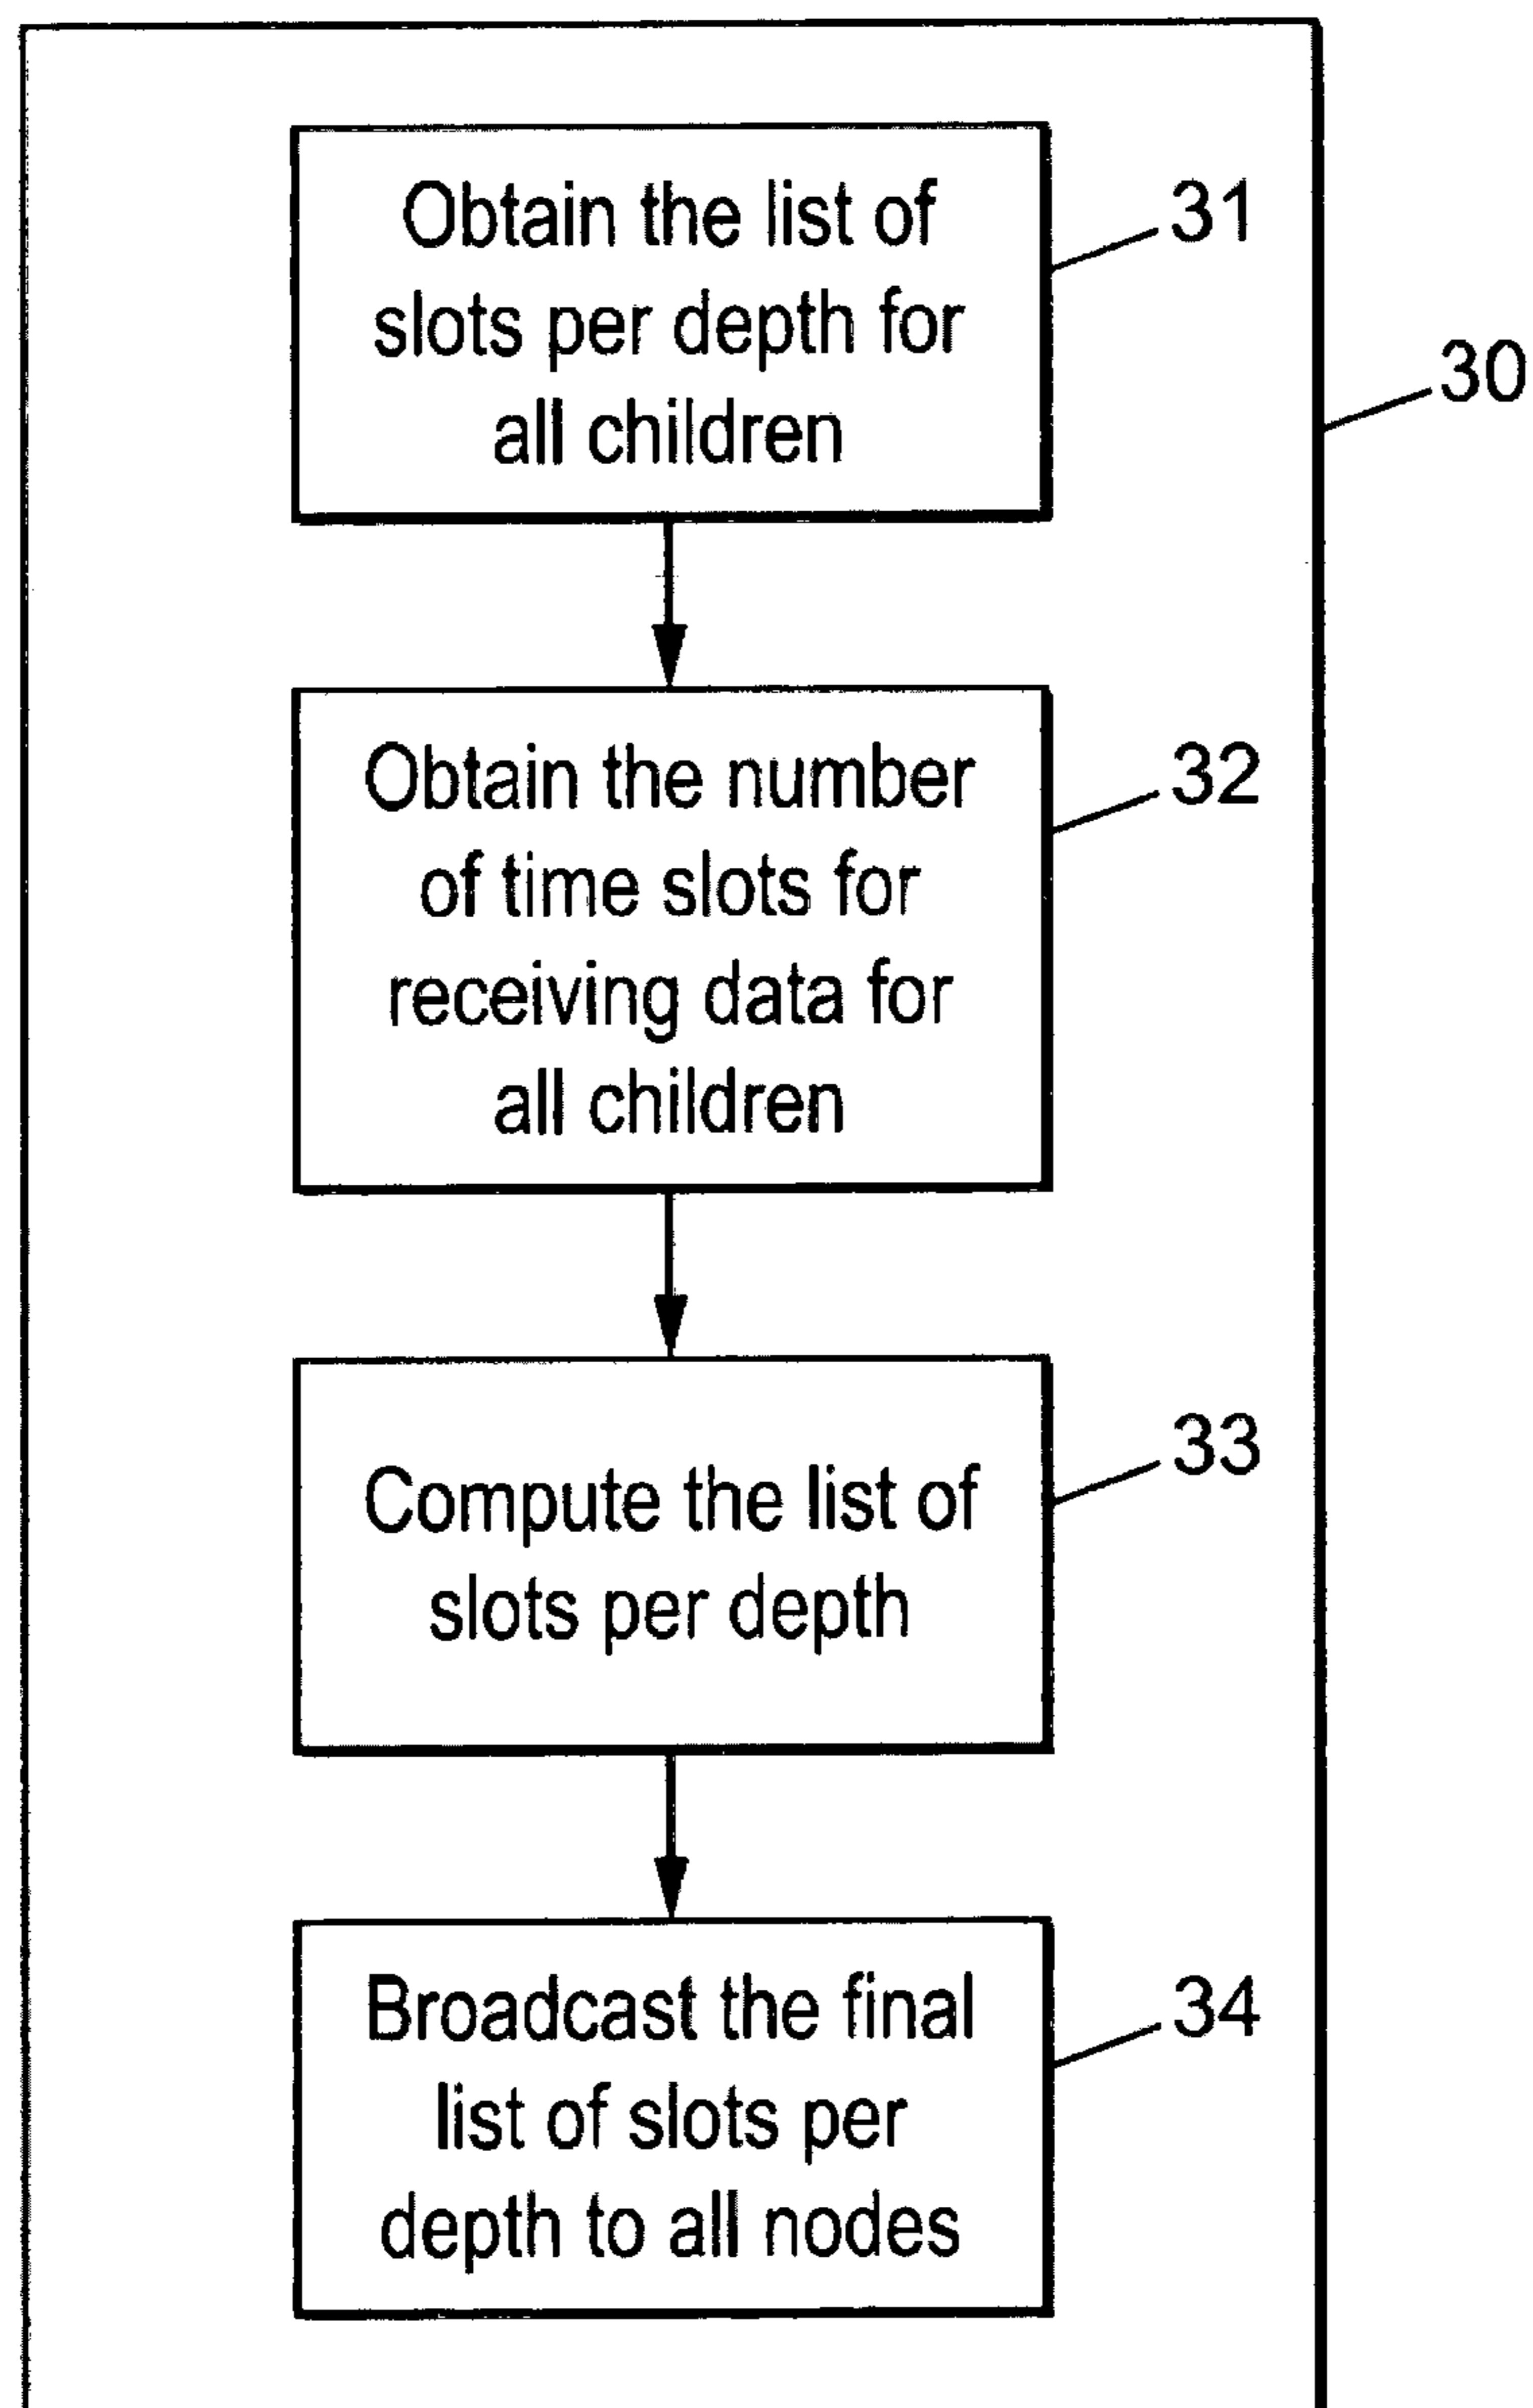 Obtain the list of
slots per depth for
all children
31
30
Obtain the number
of time slots for
receiving data for
all children
32
Compute the list of
slots per depth
33
Broadcast the final
list of slots per
depth to all nodes
34